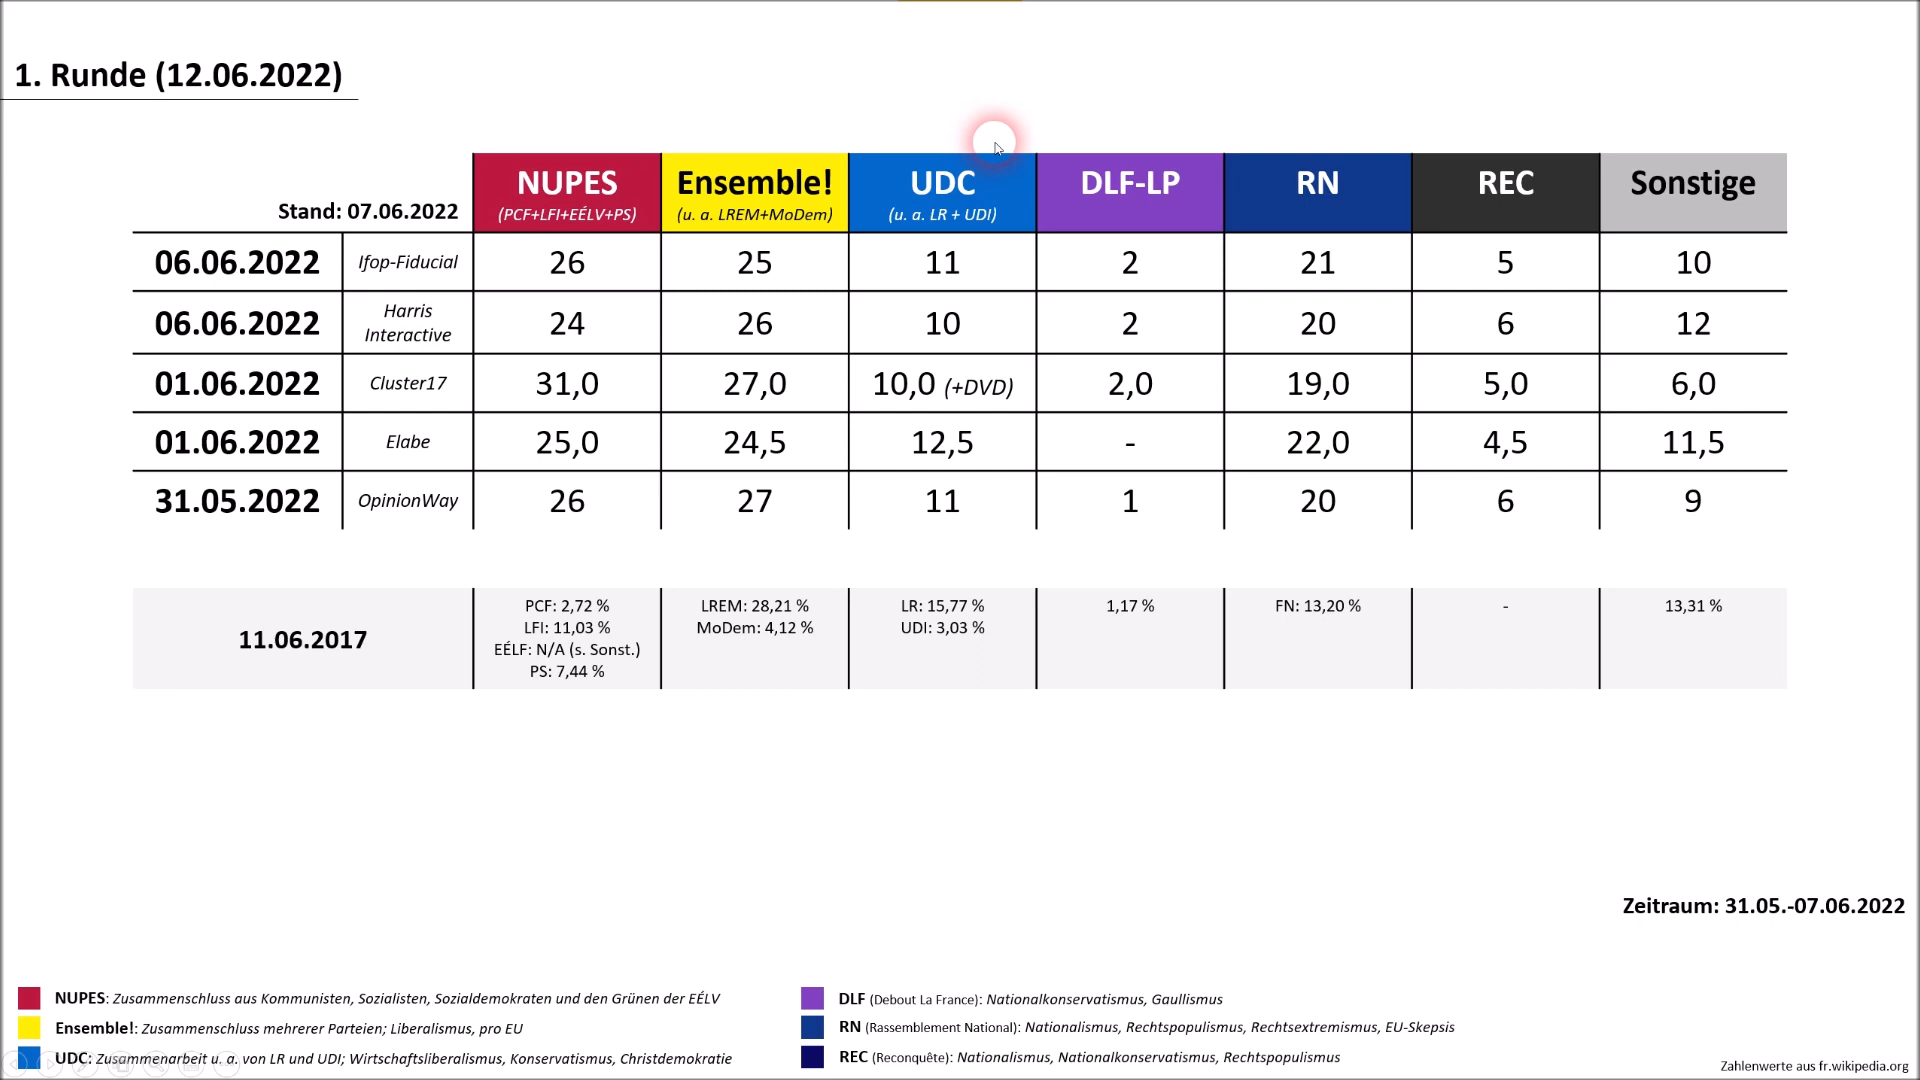 1. Runde (12.06.2022)
Stand: 07.06.2022
NUPES
(PCF+LFI+EÉLV+PS)
Ensemble!
(u. a. LREM+MoDem)
UDC
(u. a. LR + UDI)
DLF-LP
RN
REC
Sonstige
06.06.2022 Ifop-Fiducial 26 25 11 2 21 5 10
06.06.2022 Harris Interactive 24 26 10 2 20 6 12
01.06.2022 Cluster17 31,0 27,0 10,0 (+DVD) 2,0 19,0 5,0 6,0
01.06.2022 Elabe 25,0 24,5 12,5 - 22,0 4,5 11,5
31.05.2022 OpinionWay 26 27 11 1 20 6 9
11.06.2017
PCF: 2,72 %
LFI: 11,03 %
EÉLF: N/A (s. Sonst.)
PS: 7,44 %
LREM: 28,21 %
MoDem: 4,12 %
LR: 15,77 %
UDI: 3,03 %
1,17 %
FN: 13,20 %
-
13,31 %
Zeitraum: 31.05.-07.06.2022
NUPES: Zusammenschluss aus Kommunisten, Sozialisten, Sozialdemokraten und den Grünen der EÉLV
Ensemble!: Zusammenschluss mehrerer Parteien; Liberalismus, pro EU
UDC: Zusammenarbeit u. a. von LR und UDI; Wirtschaftsliberalismus, Konservatismus, Christdemokratie
DLF (Debout La France): Nationalkonservatismus, Gaullismus
RN (Rassemblement National): Nationalismus, Rechtspopulismus, Rechtsextremismus, EU-Skepsis
REC (Reconquête): Nationalismus, Nationalkonservatismus, Rechtspopulismus
Zahlenwerte aus fr.wikipedia.org